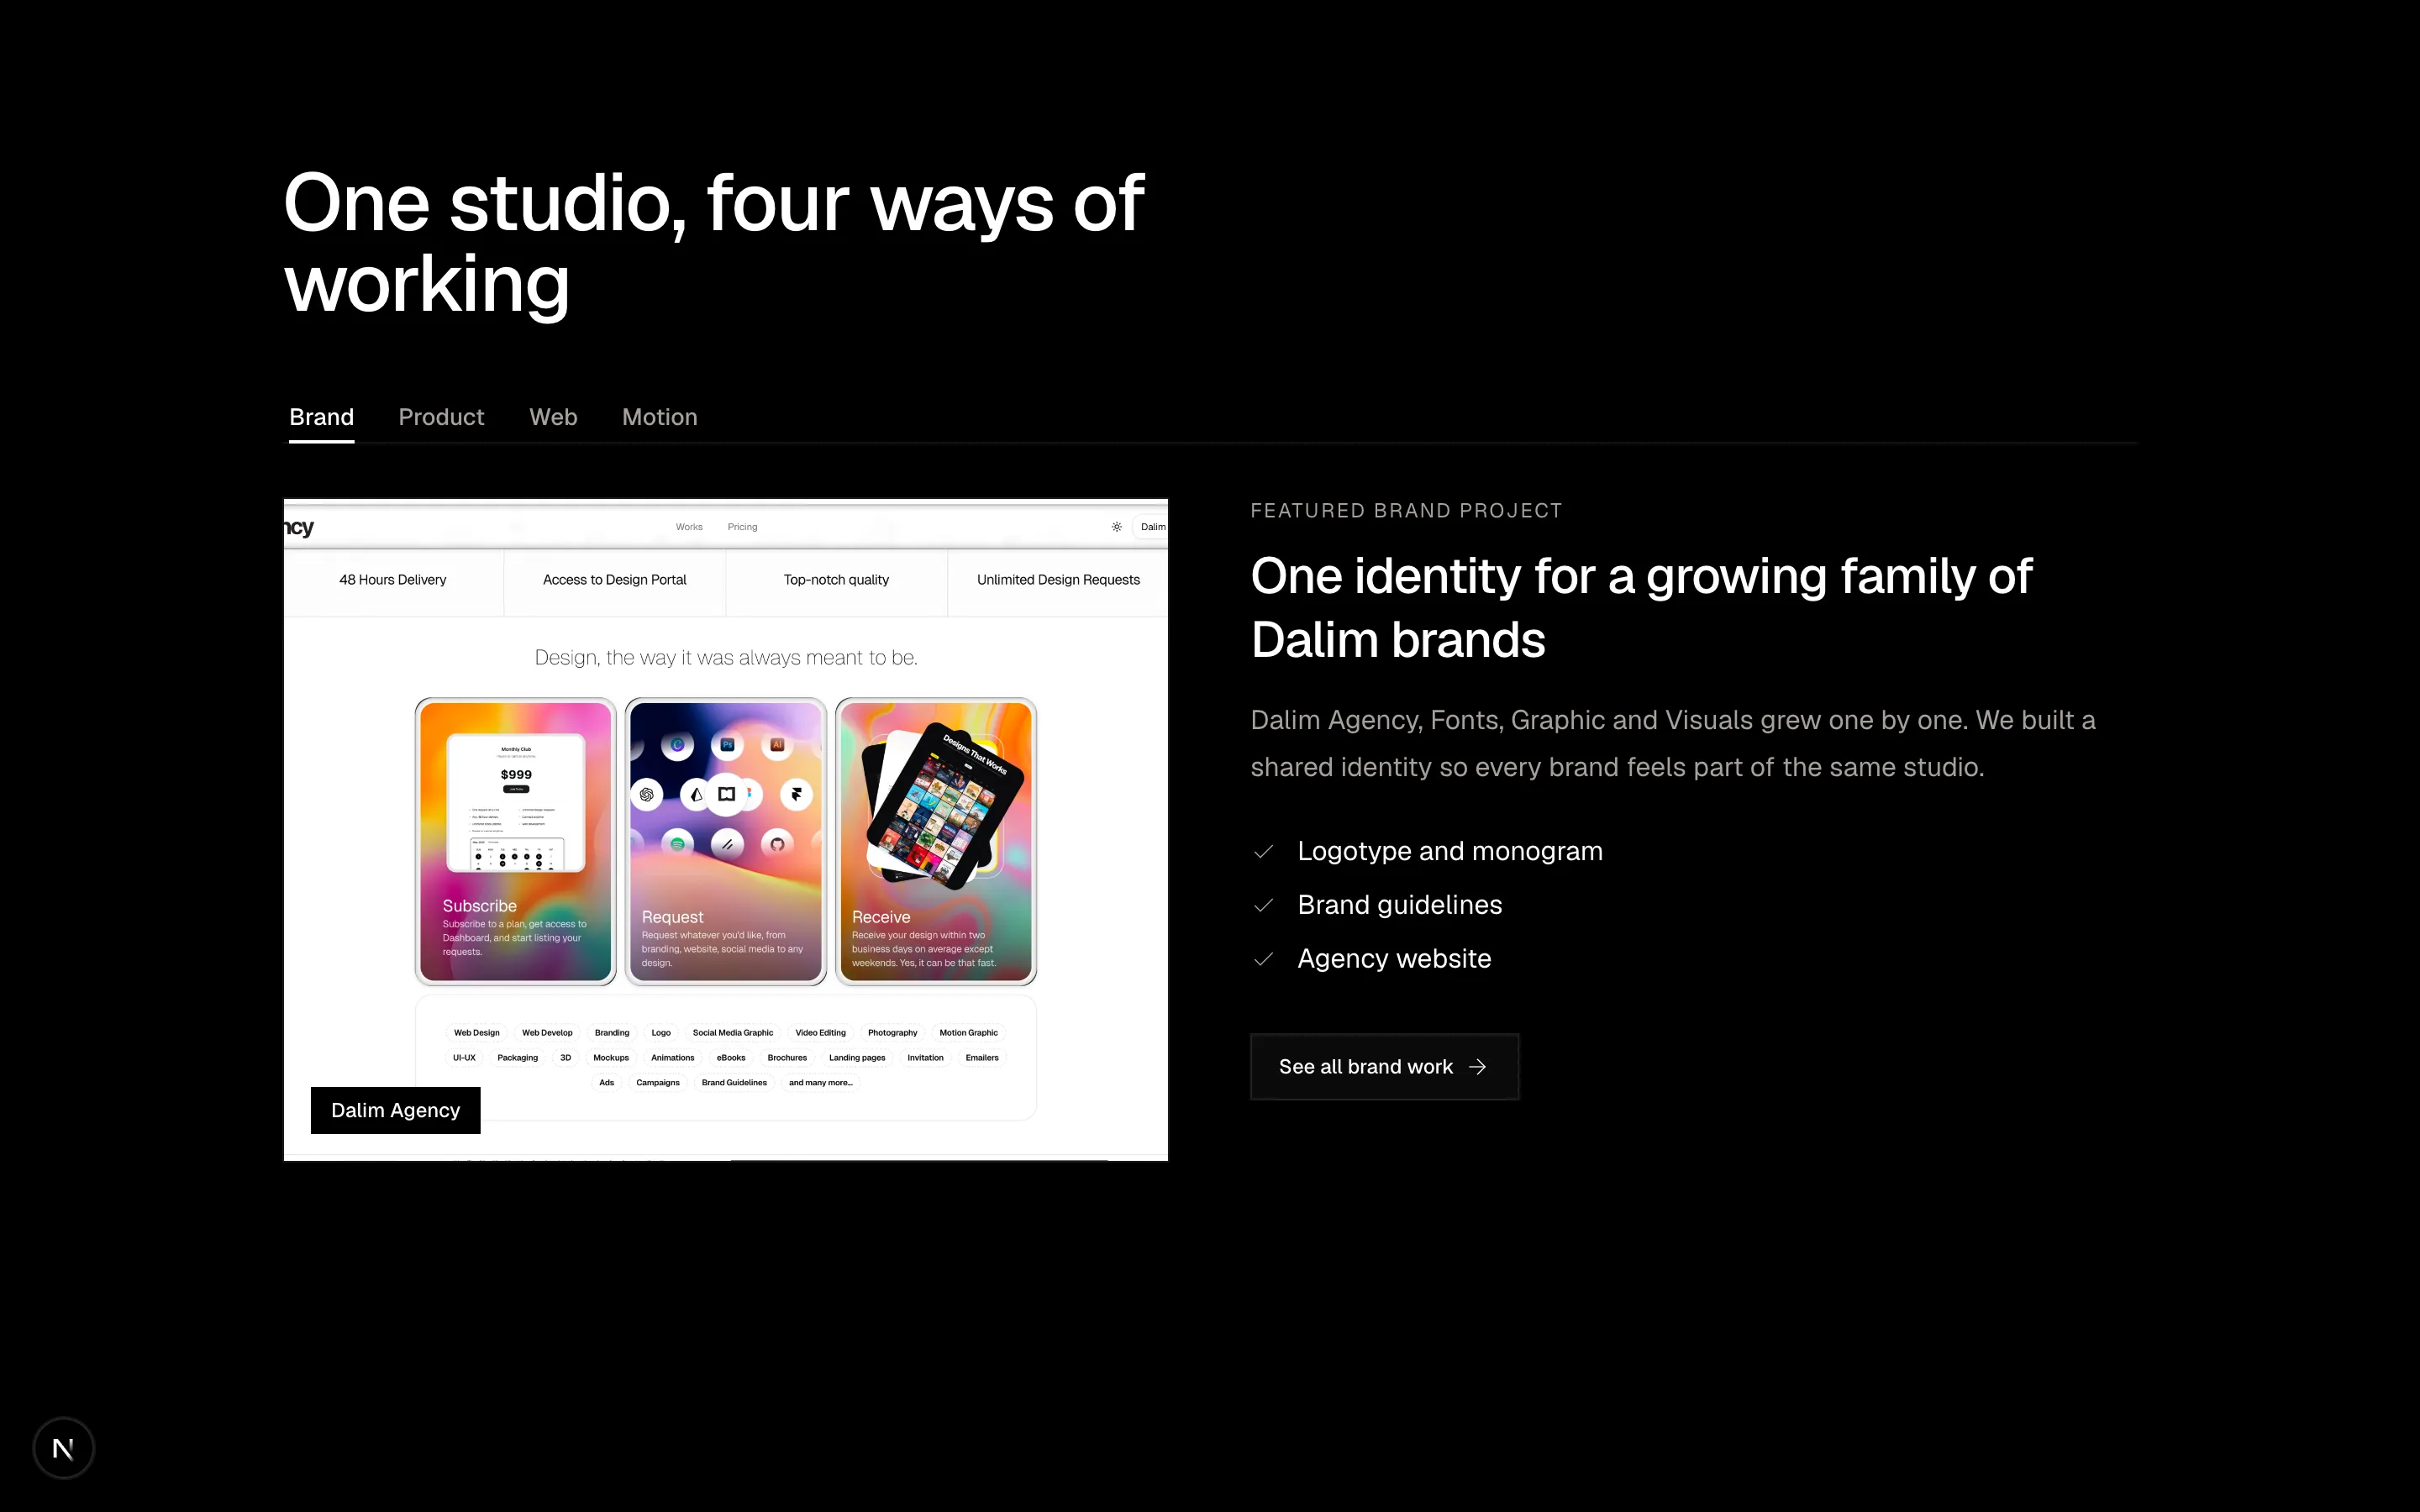 One studio, four ways of
working
Brand Product Web Motion
ncy Works Pricing Dalim
48 Hours Delivery Access to Design Portal Top-notch quality Unlimited Design Requests
Design, the way it was always meant to be.
Monthly Club
$999
Subscribe
Subscribe to a plan, get access to
Dashboard, and start listing your
requests.
Ps Ai
Request
Request whatever you'd like, from
branding, website, social media to any
design.
Designs That Works
Receive
Receive your design within two
business days on average except
weekends. Yes, it can be that fast.
Web Design Web Develop Branding Logo Social Media Graphic Video Editing Photography Motion Graphic
UI-UX Packaging 3D Mockups Animations eBooks Brochures Landing pages Invitation Emailers
Ads Campaigns Brand Guidelines and many more...
Dalim Agency
FEATURED BRAND PROJECT
One identity for a growing family of
Dalim brands
Dalim Agency, Fonts, Graphic and Visuals grew one by one. We built a
shared identity so every brand feels part of the same studio.
Logotype and monogram
Brand guidelines
Agency website
See all brand work
N